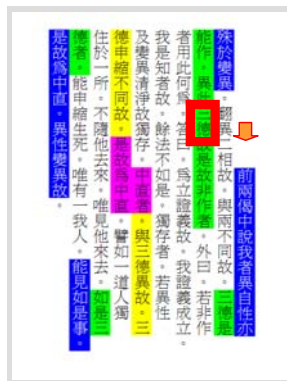 前兩偈中說我者異自性亦
殊於變異。翻異二相故。與兩不同故。三德是
能作。異此三德故是故非作者。外曰。若非作
者用此何為。答曰。為立證義故。我證義成立。
我是知者故。餘法不如是。獨存者。若異性
及變異清淨故獨存。中直者。與三德異故。三
德申縮不同故。是故為中直。譬如一道人獨
住於一所。不隨他去來。唯見他來去。如是三
德者。能申縮生死。唯有一我人。能見如是事。
是故為中直。異性變異故。